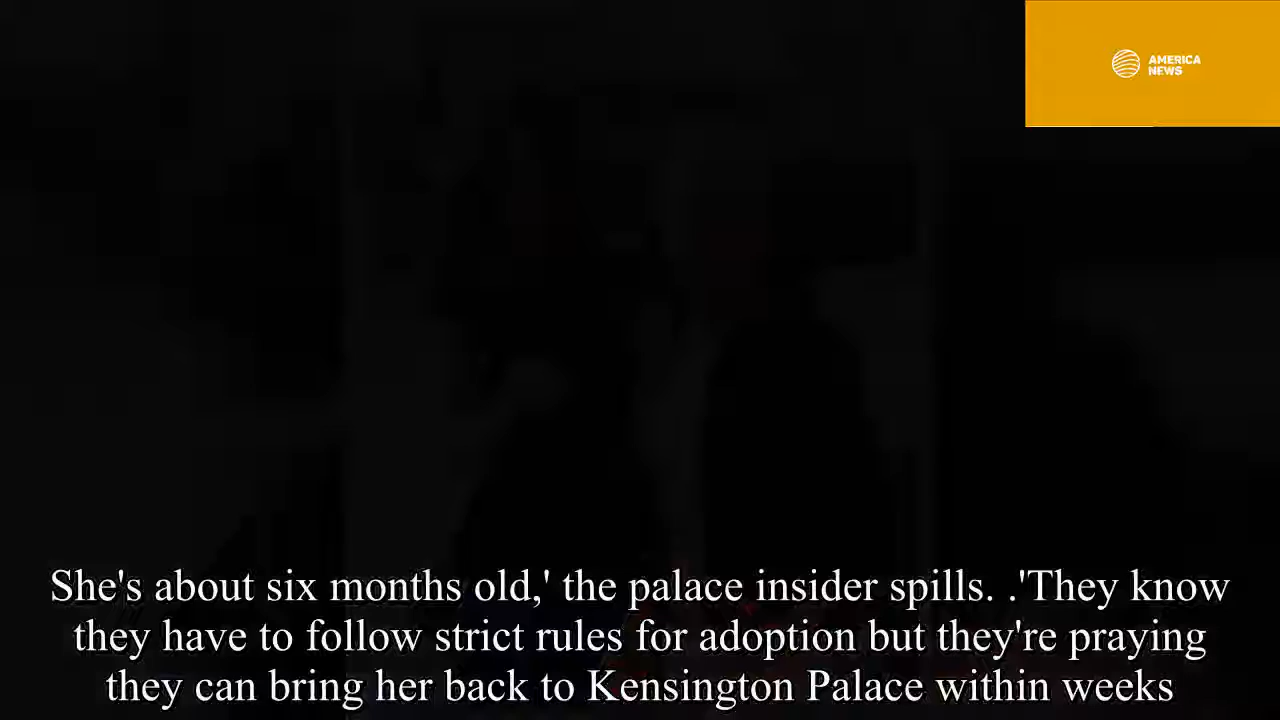 AMERICA
NEWS
She's about six months old,' the palace insider spills. .'They know
they have to follow strict rules for adoption but they're praying
they can bring her back to Kensington Palace within weeks